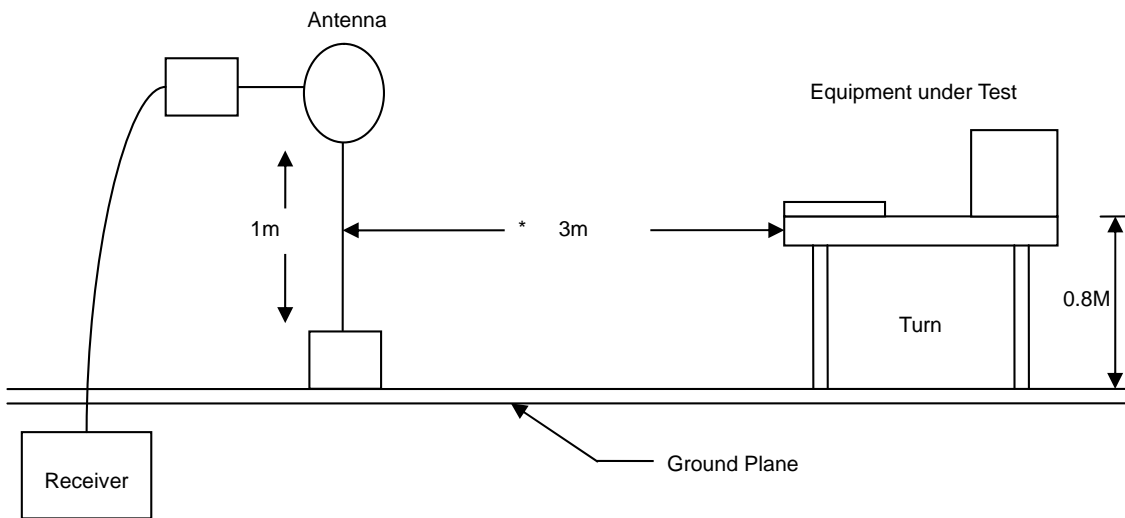 Antenna
Equipment under Test
1m
* 3m
0.8M
Turn
Ground Plane
Receiver